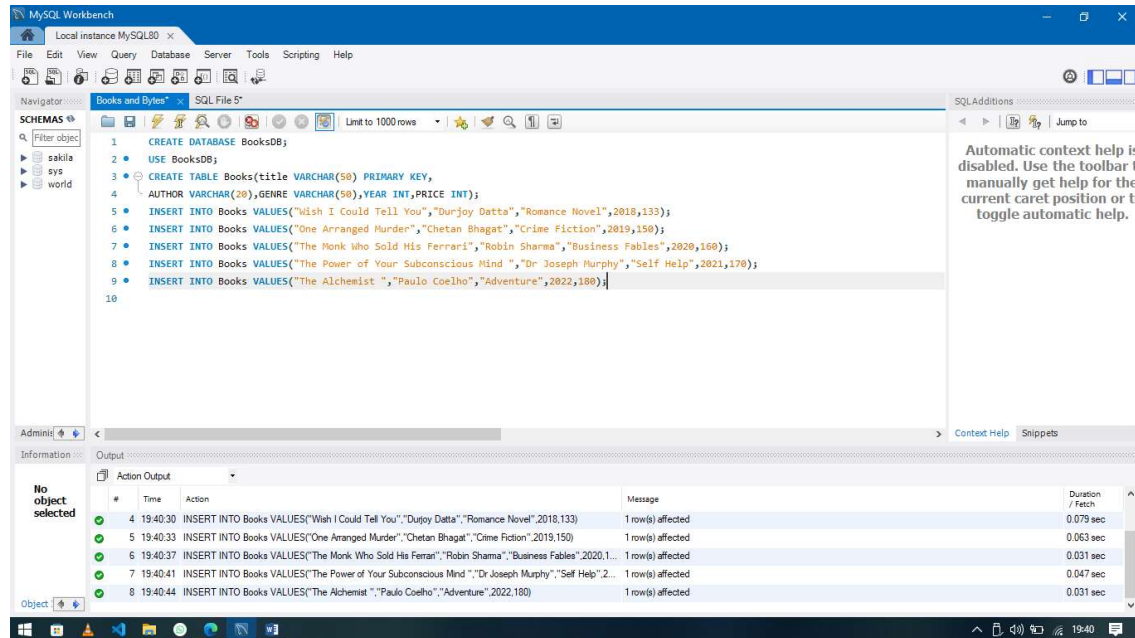 MySQL Workbench
Local instance MySQL80
File Edit View Query Database Server Tools Scripting Help
Navigator
Books and Bytes*
SQL File 5*
SQLAdditions
SCHEMAS
Filter objec
sakila
sys
world
Limit to 1000 rows
Jump to
1 CREATE DATABASE BooksDB;
2 USE BooksDB;
3 CREATE TABLE Books(title VARCHAR(50) PRIMARY KEY,
4 AUTHOR VARCHAR(20),GENRE VARCHAR(50),YEAR INT,PRICE INT);
5 INSERT INTO Books VALUES("Wish I Could Tell You","Durjoy Datta","Romance Novel",2018,133);
6 INSERT INTO Books VALUES("One Arranged Murder","Chetan Bhagat","Crime Fiction",2019,150);
7 INSERT INTO Books VALUES("The Monk Who Sold His Ferrari","Robin Sharma","Business Fables",2020,160);
8 INSERT INTO Books VALUES("The Power of Your Subconscious Mind ","Dr Joseph Murphy","Self Help",2021,170);
9 INSERT INTO Books VALUES("The Alchemist ","Paulo Coelho","Adventure",2022,180);
10
Automatic context help is
disabled. Use the toolbar t
manually get help for the
current caret position or t
toggle automatic help.
Adminis
Context Help Snippets
Information
Output
No
object
selected
Action Output
# Time Action Message Duration / Fetch
4 19:40:30 INSERT INTO Books VALUES("Wish I Could Tell You","Durjoy Datta","Romance Novel",2018,133) 1 row(s) affected 0.079 sec
5 19:40:33 INSERT INTO Books VALUES("One Arranged Murder","Chetan Bhagat","Crime Fiction",2019,150) 1 row(s) affected 0.063 sec
6 19:40:37 INSERT INTO Books VALUES("The Monk Who Sold His Ferrari","Robin Sharma","Business Fables",2020,1... 1 row(s) affected 0.031 sec
7 19:40:41 INSERT INTO Books VALUES("The Power of Your Subconscious Mind ","Dr Joseph Murphy","Self Help",2... 1 row(s) affected 0.047 sec
8 19:40:44 INSERT INTO Books VALUES("The Alchemist ","Paulo Coelho","Adventure",2022,180) 1 row(s) affected 0.031 sec
Object
19:40